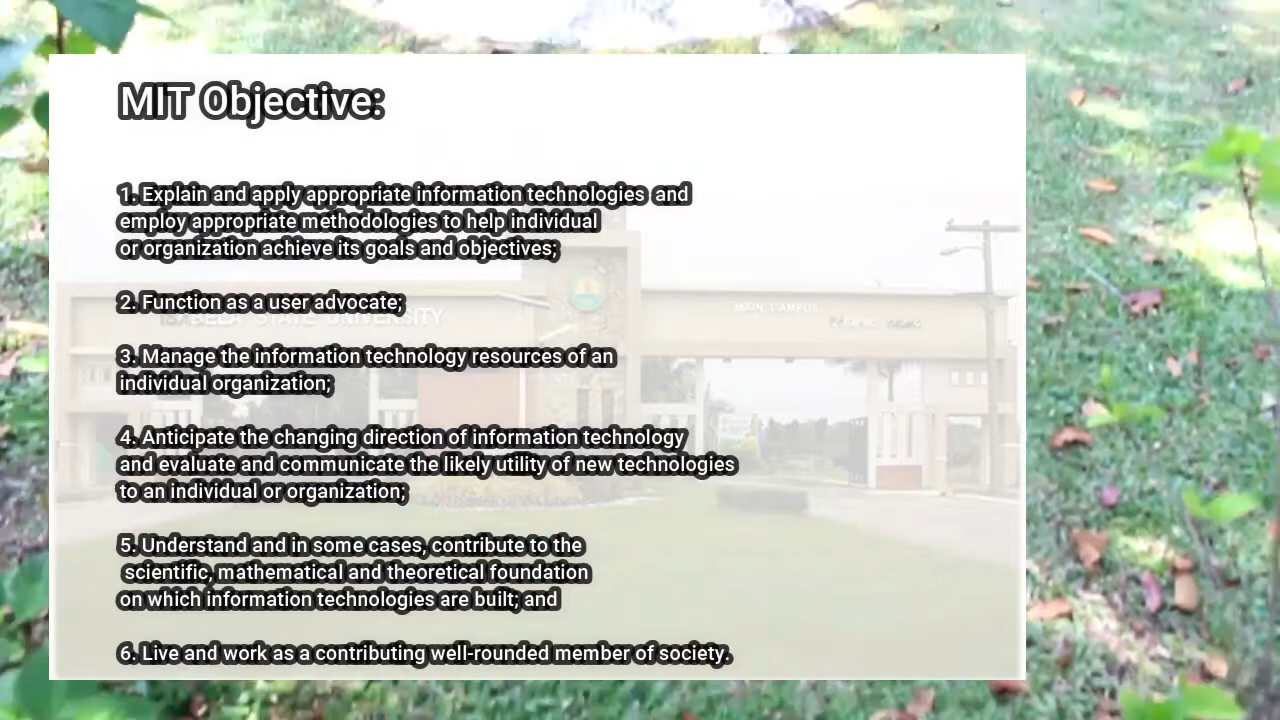 MIT Objective:
1. Explain and apply appropriate information technologies and
employ appropriate methodologies to help individual
or organization achieve its goals and objectives;
2. Function as a user advocate;
STATE UNIVERSITY
MAIN CAMPUS
3. Manage the information technology resources of an
individual organization;
4. Anticipate the changing direction of information technology
and evaluate and communicate the likely utility of new technologies
to an individual or organization;
5. Understand and in some cases, contribute to the
scientific, mathematical and theoretical foundation
on which information technologies are built; and
6. Live and work as a contributing well-rounded member of society.